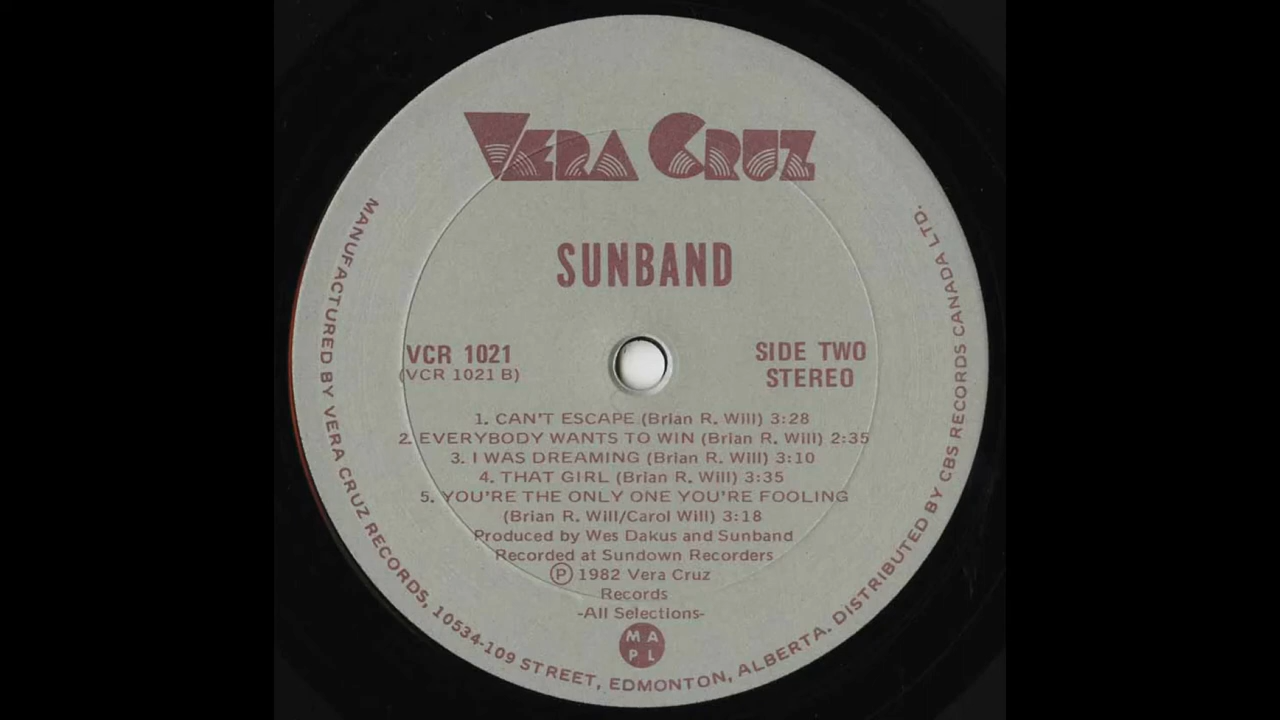 VERA CRUZ
SUNBAND
VCR 1021
(VCR 1021 B)
SIDE TWO
STEREO
1. CAN'T ESCAPE (Brian R. Will) 3:28
2. EVERYBODY WANTS TO WIN (Brian R. Will) 2:35
3. I WAS DREAMING (Brian R. Will) 3:10
4. THAT GIRL (Brian R. Will) 3:35
5. YOU'RE THE ONLY ONE YOU'RE FOOLING
(Brian R. Will/Carol Will) 3:18
Produced by Wes Dakus and Sunband
Recorded at Sundown Recorders
Ⓟ 1982 Vera Cruz
Records
-All Selections-
M A
P L
MANUFACTURED BY VERA CRUZ RECORDS, 10534-109 STREET, EDMONTON, ALBERTA. DISTRIBUTED BY CBS RECORDS CANADA LTD.